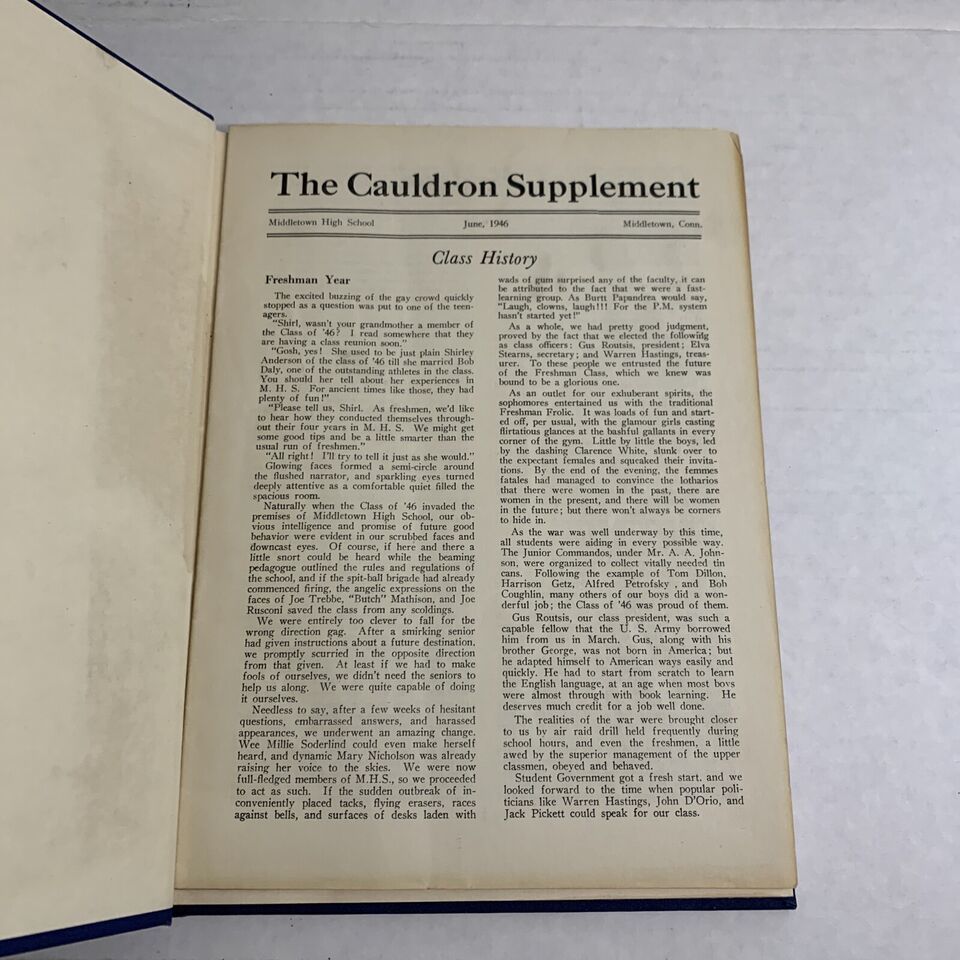 The Cauldron Supplement
Middletown High School June, 1946 Middletown, Conn.
Class History
Freshman Year
The excited buzzing of the gay crowd quickly
stopped as a question was put to one of the teen-
agers.
"Shirl, wasn't your grandmother a member of
the Class of '46? I read somewhere that they
are having a class reunion soon."
"Gosh, yes! She used to be just plain Shirley
Anderson of the class of '46 till she married Bob
Daly, one of the outstanding athletes in the class.
You should her tell about her experiences in
M. H. S. For ancient times like those, they had
plenty of fun!"
"Please tell us, Shirl. As freshmen, we'd like
to hear how they conducted themselves through-
out their four years in M. H. S. We might get
some good tips and be a little smarter than the
usual run of freshmen."
"All right! I'll try to tell it just as she would."
Glowing faces formed a semi-circle around
the flushed narrator, and sparkling eyes turned
deeply attentive as a comfortable quiet filled the
spacious room.
Naturally when the Class of '46 invaded the
premises of Middletown High School, our ob-
vious intelligence and promise of future good
behavior were evident in our scrubbed faces and
downcast eyes. Of course, if here and there a
little snort could be heard while the beaming
pedagogue outlined the rules and regulations of
the school, and if the spit-ball brigade had already
commenced firing, the angelic expressions on the
faces of Joe Trebbe, "Butch" Mathison, and Joe
Rusconi saved the class from any scoldings.
We were entirely too clever to fall for the
wrong direction gag. After a smirking senior
had given instructions about a future destination,
we promptly scurried in the opposite direction
from that given. At least if we had to make
fools of ourselves, we didn't need the seniors to
help us along. We were quite capable of doing
it ourselves.
Needless to say, after a few weeks of hesitant
questions, embarrassed answers, and harassed
appearances, we underwent an amazing change.
Wee Millie Soderlind could even make herself
heard, and dynamic Mary Nicholson was already
raising her voice to the skies. We were now
full-fledged members of M.H.S., so we proceeded
to act as such. If the sudden outbreak of in-
conveniently placed tacks, flying erasers, races
against bells, and surfaces of desks laden with
wads of gum surprised any of the faculty, it can
be attributed to the fact that we were a fast-
learning group. As Burtt Papandrea would say,
"Laugh, clowns, laugh!!! For the P.M. system
hasn't started yet!"
As a whole, we had pretty good judgment,
proved by the fact that we elected the following
as class officers: Gus Routsis, president; Elva
Stearns, secretary; and Warren Hastings, treas-
urer. To these people we entrusted the future
of the Freshman Class, which we knew was
bound to be a glorious one.
As an outlet for our exhuberant spirits, the
sophomores entertained us with the traditional
Freshman Frolic. It was loads of fun and start-
ed off, per usual, with the glamour girls casting
flirtatious glances at the bashful gallants in every
corner of the gym. Little by little the boys, led
by the dashing Clarence White, slunk over to
the expectant females and squeaked their invita-
tions. By the end of the evening, the femmes
fatales had managed to convince the lotharios
that there were women in the past, there are
women in the present, and there will be women
in the future; but there won't always be corners
to hide in.
As the war was well underway by this time,
all students were aiding in every possible way.
The Junior Commandos, under Mr. A. A. John-
son, were organized to collect vitally needed tin
cans. Following the example of Tom Dillon,
Harrison Getz, Alfred Petrofsky , and Bob
Coughlin, many others of our boys did a won-
derful job; the Class of '46 was proud of them.
Gus Routsis, our class president, was such a
capable fellow that the U. S. Army borrowed
him from us in March. Gus, along with his
brother George, was not born in America; but
he adapted himself to American ways easily and
quickly. He had to start from scratch to learn
the English language, at an age when most boys
were almost through with book learning. He
deserves much credit for a job well done.
The realities of the war were brought closer
to us by air raid drill held frequently during
school hours, and even the freshmen, a little
awed by the superior management of the upper
classmen, obeyed and behaved.
Student Government got a fresh start, and we
looked forward to the time when popular poli-
ticians like Warren Hastings, John D'Orio, and
Jack Pickett could speak for our class.